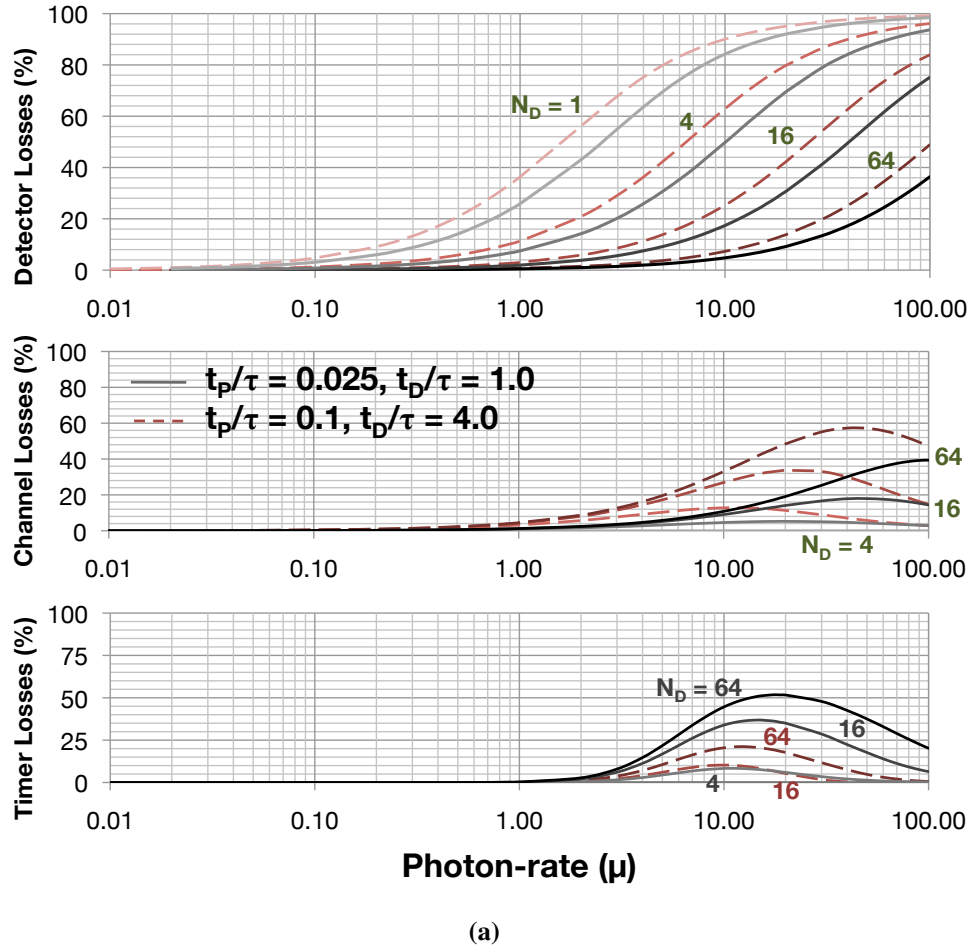 100
80
60
40
20
0
Detector Losses (%)
N_D = 1
4
16
64
0.01 0.10 1.00 10.00 100.00
100
80
60
40
20
0
Channel Losses (%)
t_P/τ = 0.025, t_D/τ = 1.0
t_P/τ = 0.1, t_D/τ = 4.0
64
16
N_D = 4
0.01 0.10 1.00 10.00 100.00
100
75
50
25
0
Timer Losses (%)
N_D = 64
16
64
4
16
0.01 0.10 1.00 10.00 100.00
Photon-rate (μ)
(a)